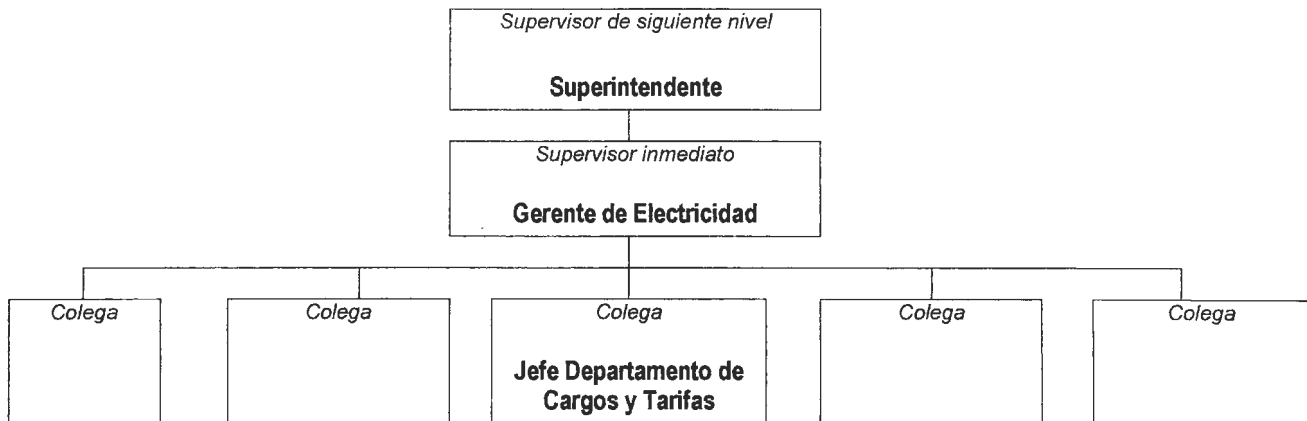 Supervisor de siguiente nivel
Superintendente
Supervisor inmediato
Gerente de Electricidad
Colega
Colega
Colega
Colega
Colega
Jefe Departamento de
Cargos y Tarifas